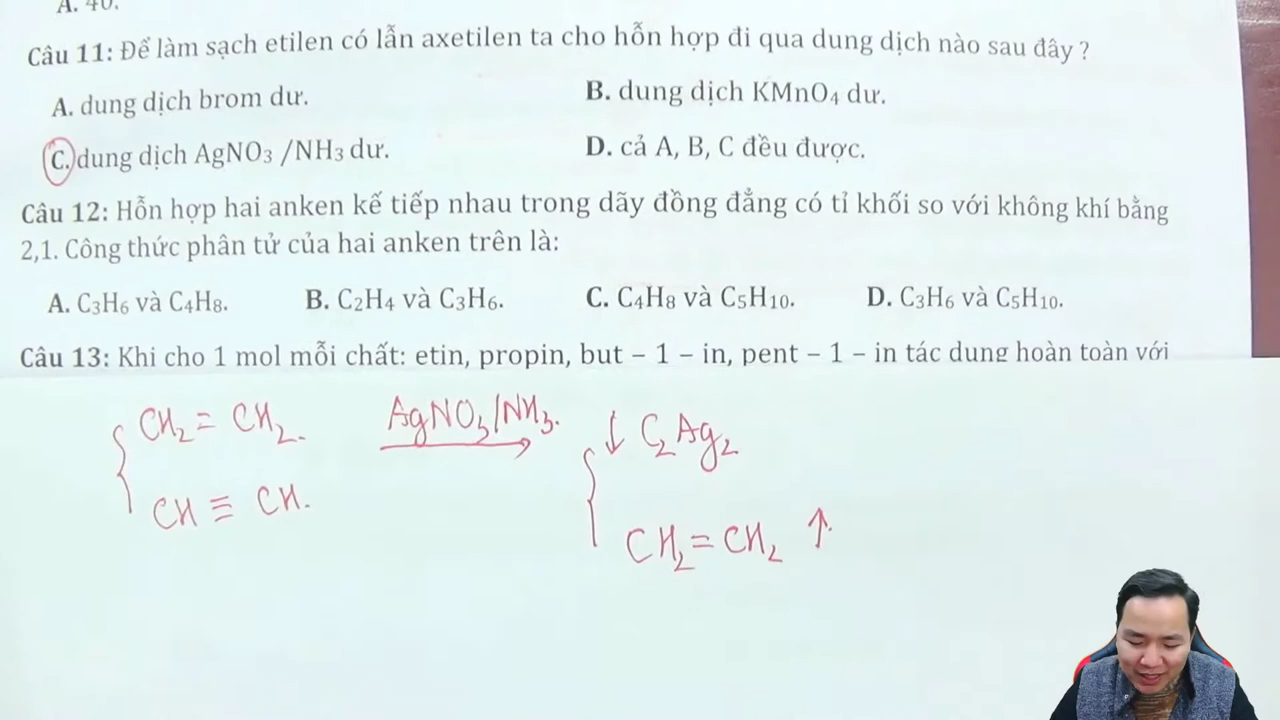 A. 40.
Câu 11: Để làm sạch etilen có lẫn axetilen ta cho hỗn hợp đi qua dung dịch nào sau đây ?
A. dung dịch brom dư. B. dung dịch KMnO₄ dư.
C. dung dịch AgNO₃ /NH₃ dư. D. cả A, B, C đều được.
Câu 12: Hỗn hợp hai anken kế tiếp nhau trong dãy đồng đẳng có tỉ khối so với không khí bằng
2,1. Công thức phân tử của hai anken trên là:
A. C₃H₆ và C₄H₈. B. C₂H₄ và C₃H₆. C. C₄H₈ và C₅H₁₀. D. C₃H₆ và C₅H₁₀.
Câu 13: Khi cho 1 mol mỗi chất: etin, propin, but – 1 – in, pent – 1 – in tác dụng hoàn toàn với
CH₂ = CH₂. AgNO₃/NH₃. ↓ C₂Ag₂
CH ≡ CH. CH₂ = CH₂ ↑